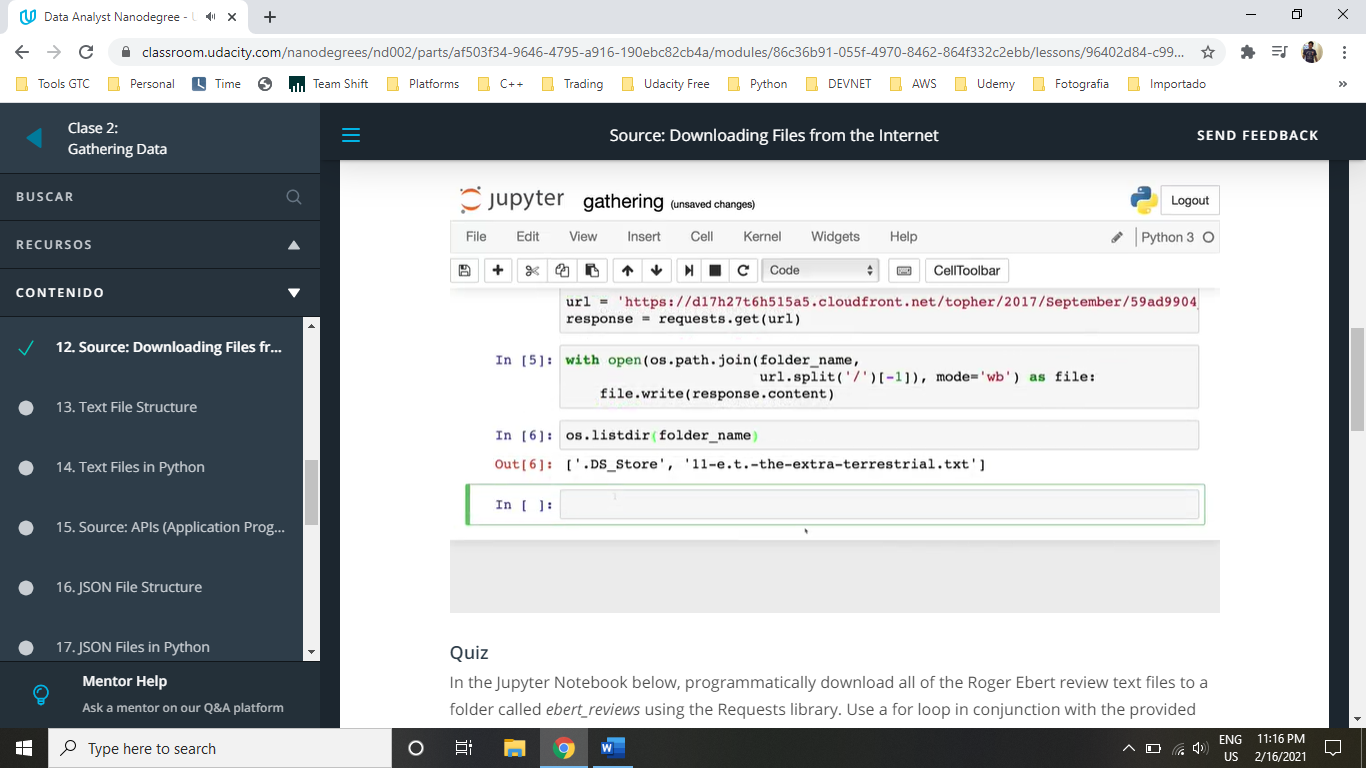 Data Analyst Nanodegree -
classroom.udacity.com/nanodegrees/nd002/parts/af503f34-9646-4795-a916-190ebc82cb4a/modules/86c36b91-055f-4970-8462-864f332c2ebb/lessons/96402d84-c99...
Tools GTC Personal Time Team Shift Platforms C++ Trading Udacity Free Python DEVNET AWS Udemy Fotografia Importado »
Clase 2:
Gathering Data
Source: Downloading Files from the Internet
SEND FEEDBACK
BUSCAR
RECURSOS
CONTENIDO
12. Source: Downloading Files fr...
13. Text File Structure
14. Text Files in Python
15. Source: APIs (Application Prog...
16. JSON File Structure
17. JSON Files in Python
Mentor Help
Ask a mentor on our Q&A platform
jupyter gathering (unsaved changes)
Logout
File Edit View Insert Cell Kernel Widgets Help
Python 3
Code
CellToolbar
url = 'https://d17h27t6h515a5.cloudfront.net/topher/2017/September/59ad9904
response = requests.get(url)
In [5]: with open(os.path.join(folder_name,
url.split('/')[-1]), mode='wb') as file:
file.write(response.content)
In [6]: os.listdir(folder_name)
Out[6]: ['.DS_Store', '11-e.t.-the-extra-terrestrial.txt']
In [ ]:
Quiz
In the Jupyter Notebook below, programmatically download all of the Roger Ebert review text files to a
folder called ebert_reviews using the Requests library. Use a for loop in conjunction with the provided
Type here to search
W
ENG
US
11:16 PM
2/16/2021